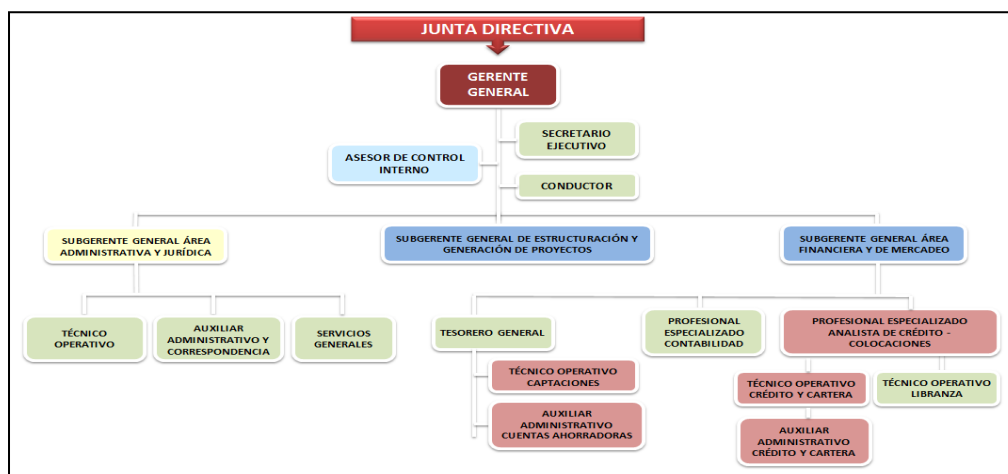 JUNTA DIRECTIVA
GERENTE
GENERAL
SECRETARIO
EJECUTIVO
ASESOR DE CONTROL
INTERNO
CONDUCTOR
SUBGERENTE GENERAL ÁREA
ADMINISTRATIVA Y JURÍDICA
SUBGERENTE GENERAL DE ESTRUCTURACIÓN Y
GENERACIÓN DE PROYECTOS
SUBGERENTE GENERAL ÁREA
FINANCIERA Y DE MERCADEO
TÉCNICO
OPERATIVO
AUXILIAR
ADMINISTRATIVO Y
CORRESPONDENCIA
SERVICIOS
GENERALES
TESORERO GENERAL
PROFESIONAL
ESPECIALIZADO
CONTABILIDAD
PROFESIONAL ESPECIALIZADO
ANALISTA DE CRÉDITO –
COLOCACIONES
TÉCNICO OPERATIVO
CAPTACIONES
TÉCNICO OPERATIVO
CRÉDITO Y CARTERA
TÉCNICO OPERATIVO
LIBRANZA
AUXILIAR
ADMINISTRATIVO
CUENTAS AHORRADORAS
AUXILIAR
ADMINISTRATIVO
CRÉDITO Y CARTERA